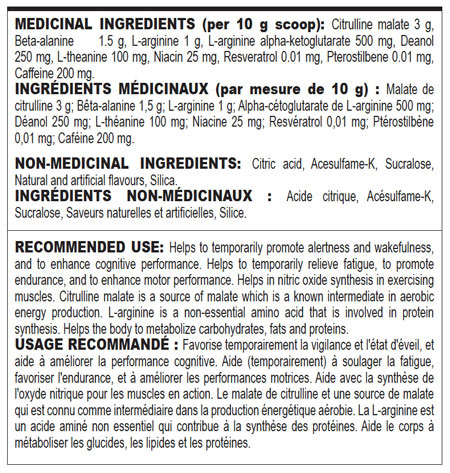 MEDICINAL INGREDIENTS (per 10 g scoop): Citrulline malate 3 g,
Beta-alanine 1.5 g, L-arginine 1 g, L-arginine alpha-ketoglutarate 500 mg, Deanol
250 mg, L-theanine 100 mg, Niacin 25 mg, Resveratrol 0.01 mg, Pterostilbene 0.01 mg,
Caffeine 200 mg.
INGRÉDIENTS MÉDICINAUX (par mesure de 10 g) : Malate de
citrulline 3 g; Bêta-alanine 1,5 g; L-arginine 1 g; Alpha-cétoglutarate de L-arginine 500 mg;
Déanol 250 mg; L-théanine 100 mg; Niacine 25 mg; Resvératrol 0,01 mg; Ptérostilbène
0,01 mg; Caféine 200 mg.
NON-MEDICINAL INGREDIENTS: Citric acid, Acesulfame-K, Sucralose,
Natural and artificial flavours, Silica.
INGRÉDIENTS NON-MÉDICINAUX : Acide citrique, Acésulfame-K,
Sucralose, Saveurs naturelles et artificielles, Silice.
RECOMMENDED USE: Helps to temporarily promote alertness and wakefulness,
and to enhance cognitive performance. Helps to temporarily relieve fatigue, to promote
endurance, and to enhance motor performance. Helps in nitric oxide synthesis in exercising
muscles. Citrulline malate is a source of malate which is a known intermediate in aerobic
energy production. L-arginine is a non-essential amino acid that is involved in protein
synthesis. Helps the body to metabolize carbohydrates, fats and proteins.
USAGE RECOMMANDÉ : Favorise temporairement la vigilance et l'état d'éveil, et
aide à améliorer la performance cognitive. Aide (temporairement) à soulager la fatigue,
favoriser l'endurance, et à améliorer les performances motrices. Aide avec la synthèse de
l'oxyde nitrique pour les muscles en action. Le malate de citrulline et une source de malate
qui est connu comme intermédiaire dans la production énergétique aérobie. La L-arginine est
un acide aminé non essentiel qui contribue à la synthèse des protéines. Aide le corps à
métaboliser les glucides, les lipides et les protéines.